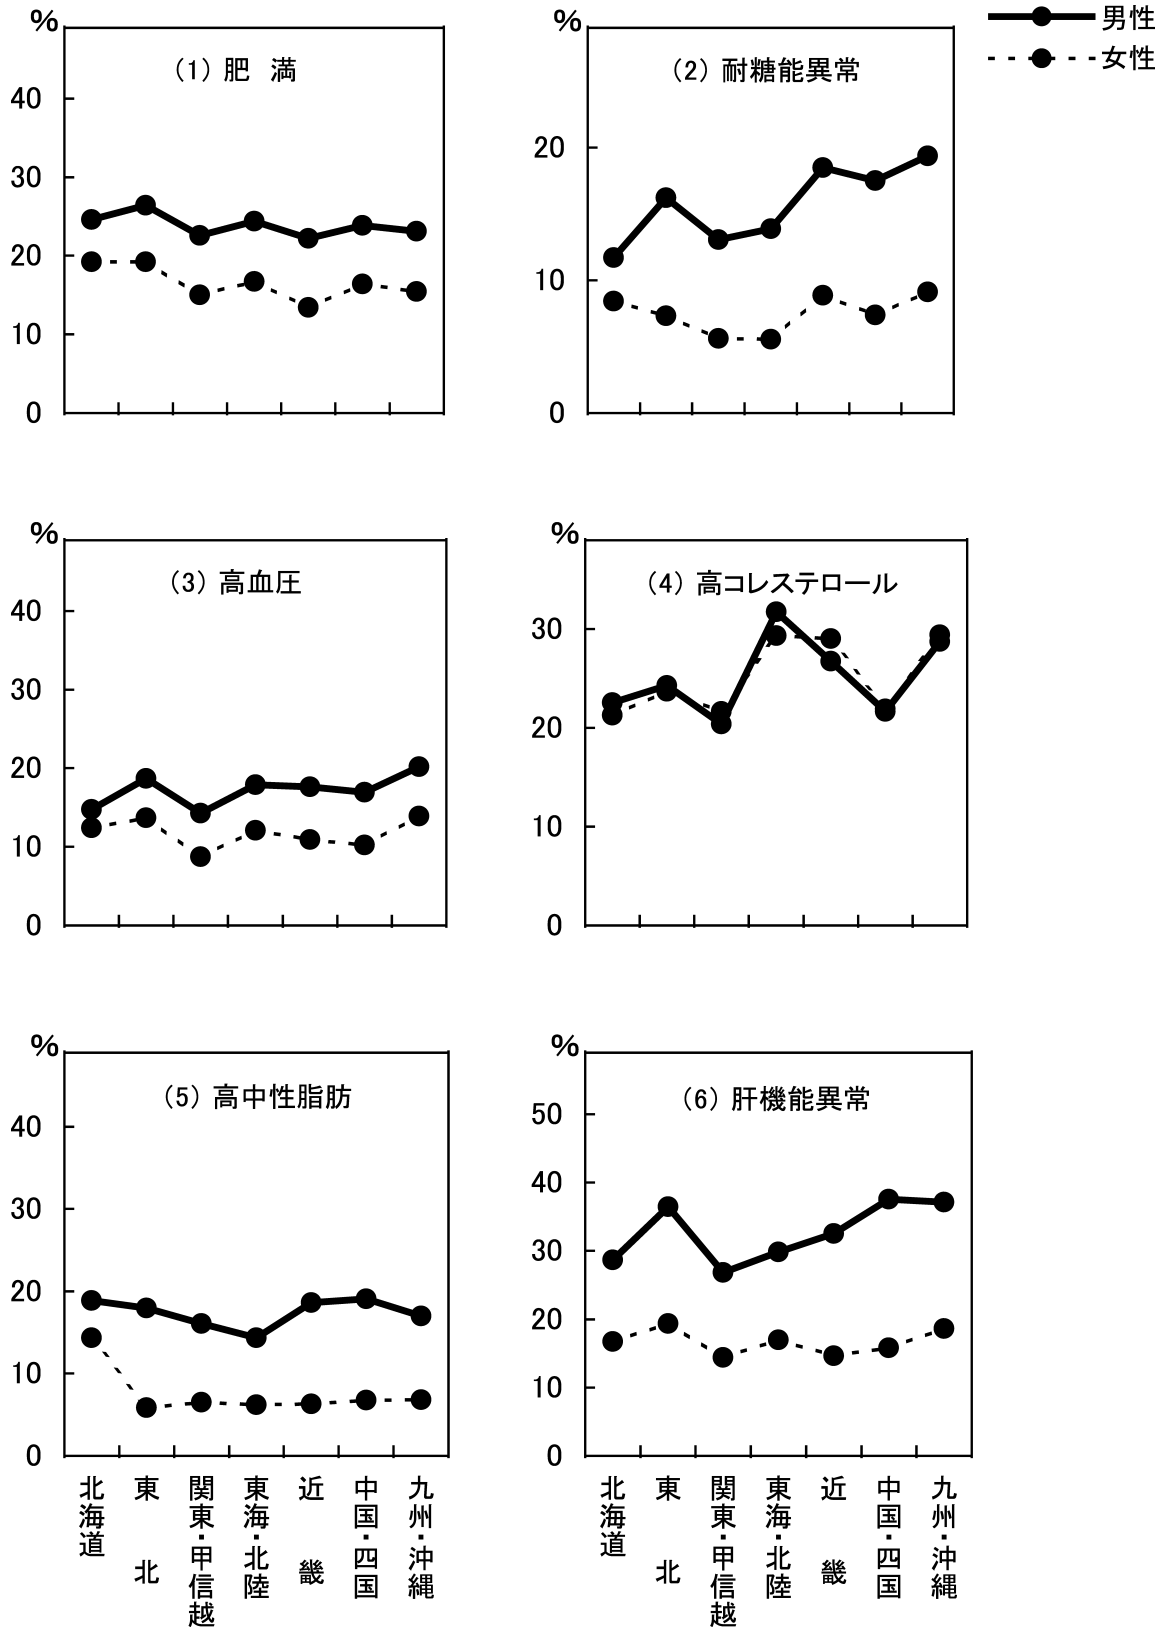 男性
女性
%
(1) 肥 満
40
30
20
10
0
%
(2) 耐糖能異常
20
10
0
%
(3) 高血圧
40
30
20
10
0
%
(4) 高コレステロール
30
20
10
0
%
(5) 高中性脂肪
40
30
20
10
0
北海道
東北
関東・甲信越
東海・北陸
近畿
中国・四国
九州・沖縄
%
(6) 肝機能異常
50
40
30
20
10
0
北海道
東北
関東・甲信越
東海・北陸
近畿
中国・四国
九州・沖縄